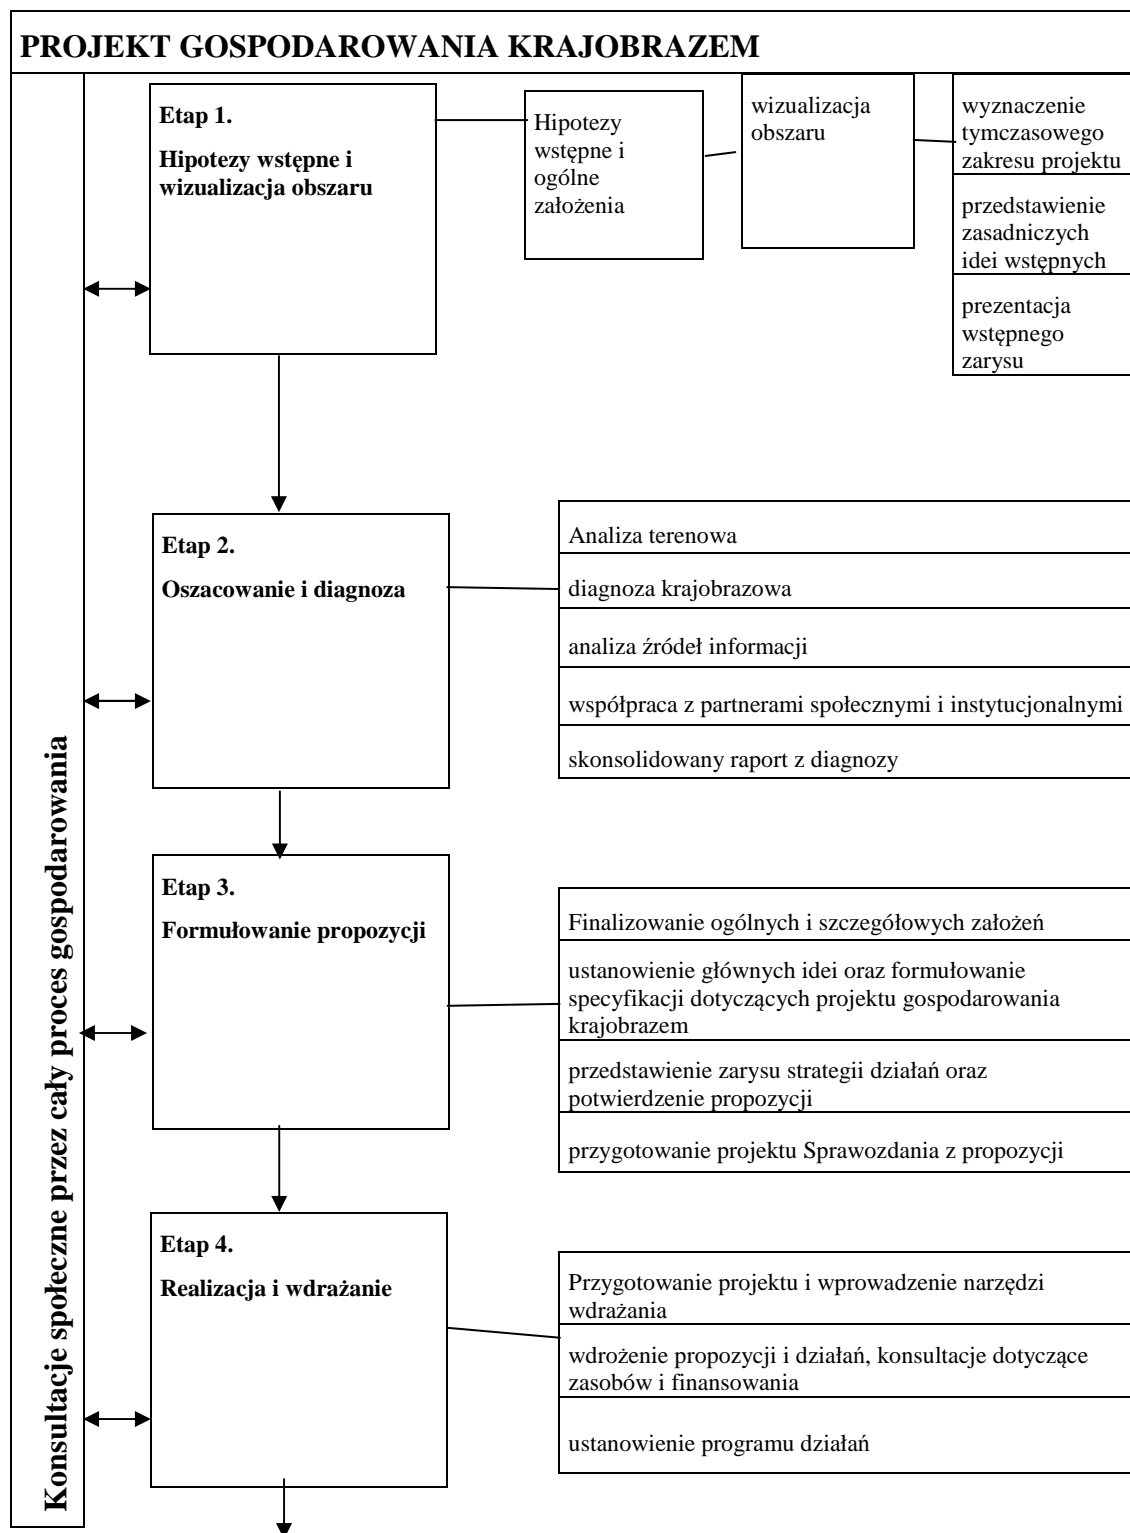 PROJEKT GOSPODAROWANIA KRAJOBRAZEM
Konsultacje społeczne przez cały proces gospodarowania
Etap 1.
Hipotezy wstępne i
wizualizacja obszaru
Hipotezy
wstępne i
ogólne
założenia
wizualizacja
obszaru
wyznaczenie
tymczasowego
zakresu projektu
przedstawienie
zasadniczych
idei wstępnych
prezentacja
wstępnego
zarysu
Etap 2.
Oszacowanie i diagnoza
Analiza terenowa
diagnoza krajobrazowa
analiza źródeł informacji
współpraca z partnerami społecznymi i instytucjonalnymi
skonsolidowany raport z diagnozy
Etap 3.
Formułowanie propozycji
Finalizowanie ogólnych i szczegółowych założeń
ustanowienie głównych idei oraz formułowanie
specyfikacji dotyczących projektu gospodarowania
krajobrazem
przedstawienie zarysu strategii działań oraz
potwierdzenie propozycji
przygotowanie projektu Sprawozdania z propozycji
Etap 4.
Realizacja i wdrażanie
Przygotowanie projektu i wprowadzenie narzędzi
wdrażania
wdrożenie propozycji i działań, konsultacje dotyczące
zasobów i finansowania
ustanowienie programu działań